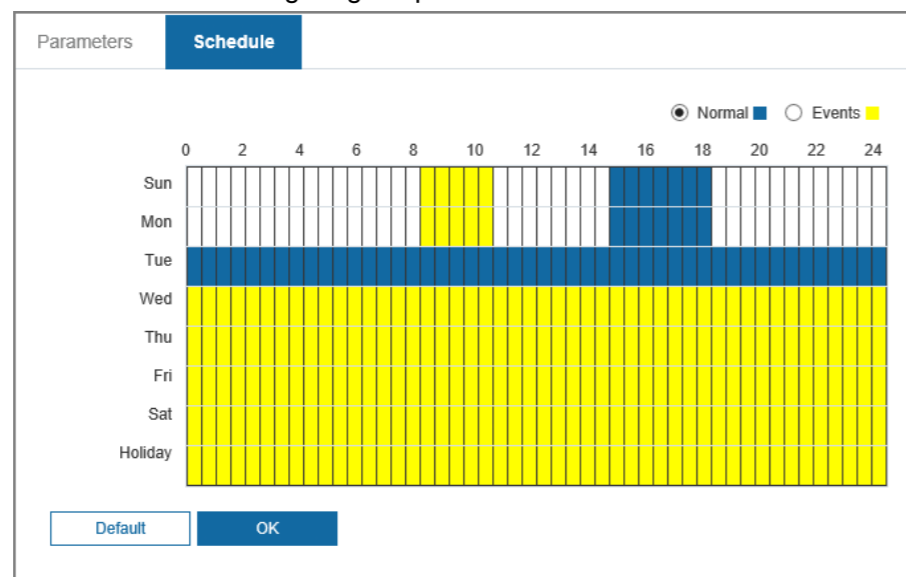 Parameters Schedule
Normal Events
0 2 4 6 8 10 12 14 16 18 20 22 24
Sun
Mon
Tue
Wed
Thu
Fri
Sat
Holiday
Default OK